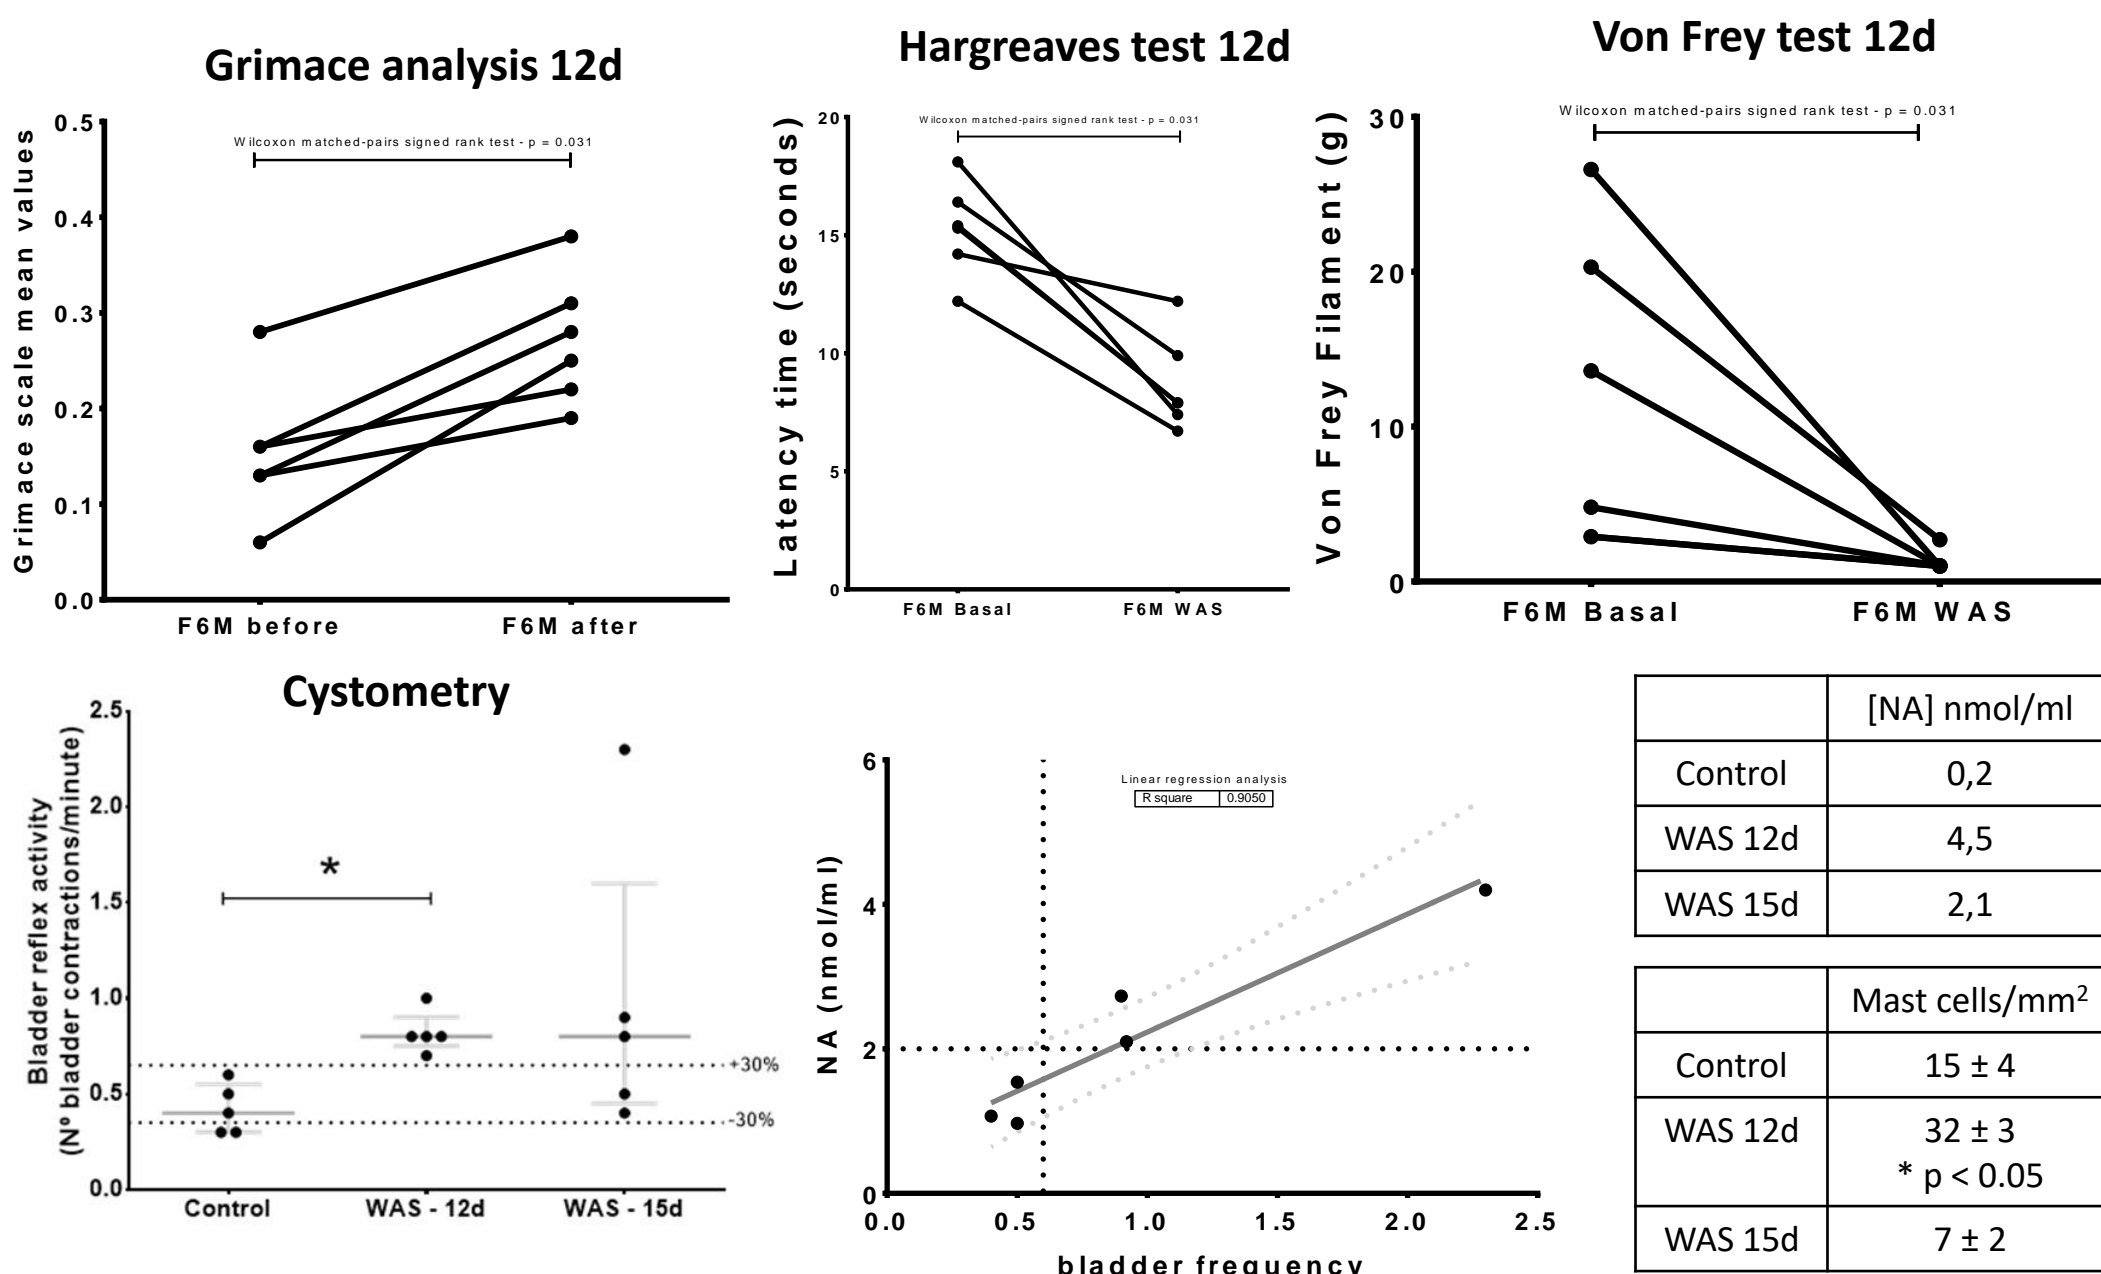 Grimace analysis 12d
Grimace scale mean values
Wilcoxon matched-pairs signed rank test - p = 0.031
0.5
0.4
0.3
0.2
0.1
0.0
F6M before
F6M after
Hargreaves test 12d
Latency time (seconds)
Wilcoxon matched-pairs signed rank test - p = 0.031
20
15
10
5
0
F6M Basal
F6M WAS
Von Frey test 12d
Von Frey Filament (g)
Wilcoxon matched-pairs signed rank test - p = 0.031
30
20
10
0
F6M Basal
F6M WAS
Cystometry
Bladder reflex activity
(Nº bladder contractions/minute)
2.5
2.0
1.5
1.0
0.5
0.0
*
+30%
-30%
Control
WAS - 12d
WAS - 15d
NA (nmol/ml)
Linear regression analysis
R square 0.9050
6
4
2
0
0.0 0.5 1.0 1.5 2.0 2.5
bladder frequency
[NA] nmol/ml
Control 0,2
WAS 12d 4,5
WAS 15d 2,1
Mast cells/mm²
Control 15 ± 4
WAS 12d 32 ± 3
* p < 0.05
WAS 15d 7 ± 2